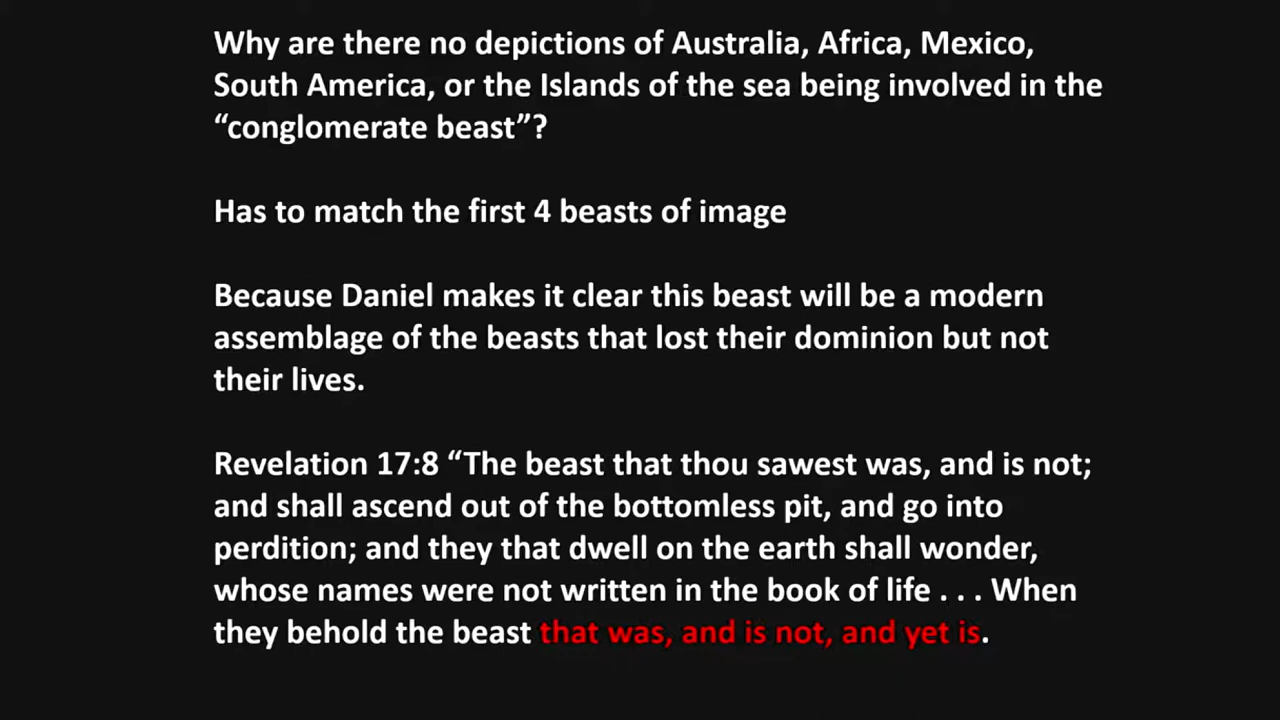 Why are there no depictions of Australia, Africa, Mexico,
South America, or the Islands of the sea being involved in the
“conglomerate beast”?
Has to match the first 4 beasts of image
Because Daniel makes it clear this beast will be a modern
assemblage of the beasts that lost their dominion but not
their lives.
Revelation 17:8 “The beast that thou sawest was, and is not;
and shall ascend out of the bottomless pit, and go into
perdition; and they that dwell on the earth shall wonder,
whose names were not written in the book of life . . . When
they behold the beast that was, and is not, and yet is.